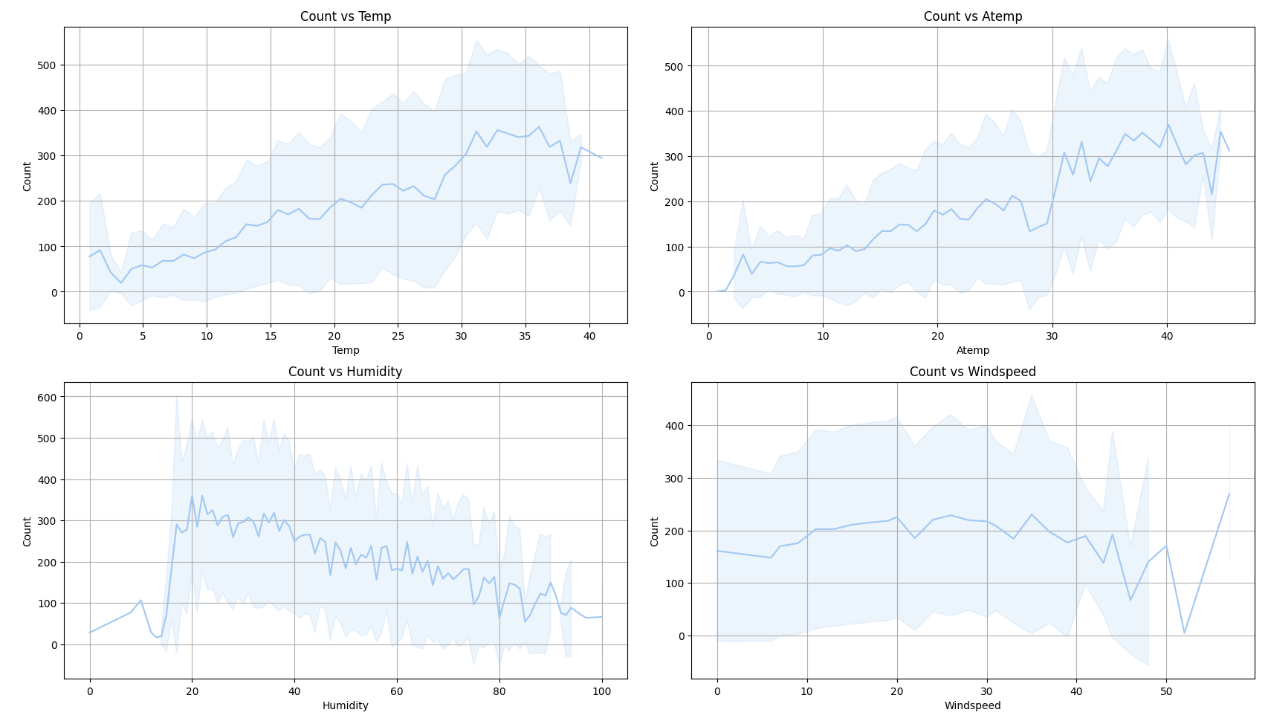 Count vs Temp
Count
500
400
300
200
100
0
0 5 10 15 20 25 30 35 40
Temp
Count vs Atemp
Count
500
400
300
200
100
0
0 10 20 30 40
Atemp
Count vs Humidity
Count
600
500
400
300
200
100
0
0 20 40 60 80 100
Humidity
Count vs Windspeed
Count
400
300
200
100
0
0 10 20 30 40 50
Windspeed